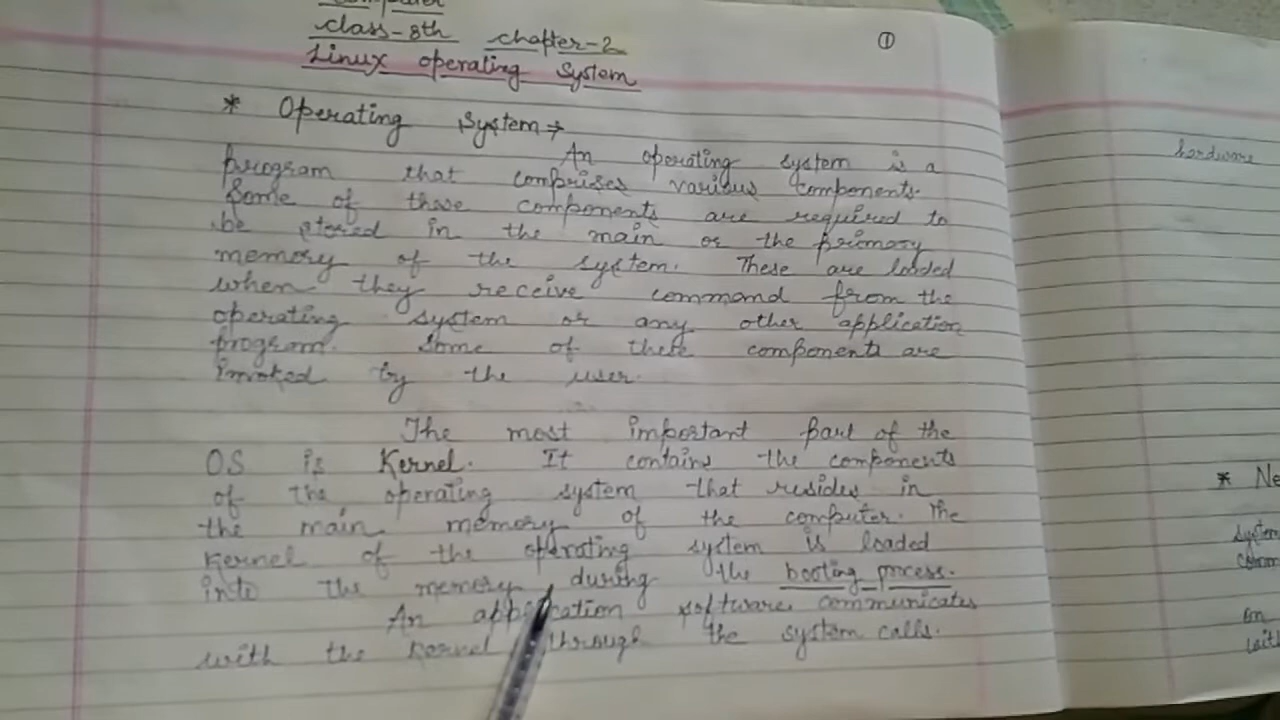 Computer
class-8th chapter-2
Linux operating System
①
* Operating System →
An operating system is a
program that comprises various components.
Some of these components are required to
be stored in the main or the primary
memory of the system. These are loaded
when they receive command from the
operating system or any other application
program. Some of these components are
invoked by the user.
The most important part of the
OS is Kernel. It contains the components
of the operating system that resides in
the main memory of the computer. The
Kernel of the operating system is loaded
into the memory during the booting process.
An application software communicates
with the Kernel through the system calls.
hardware
* Ne
system
comm
on